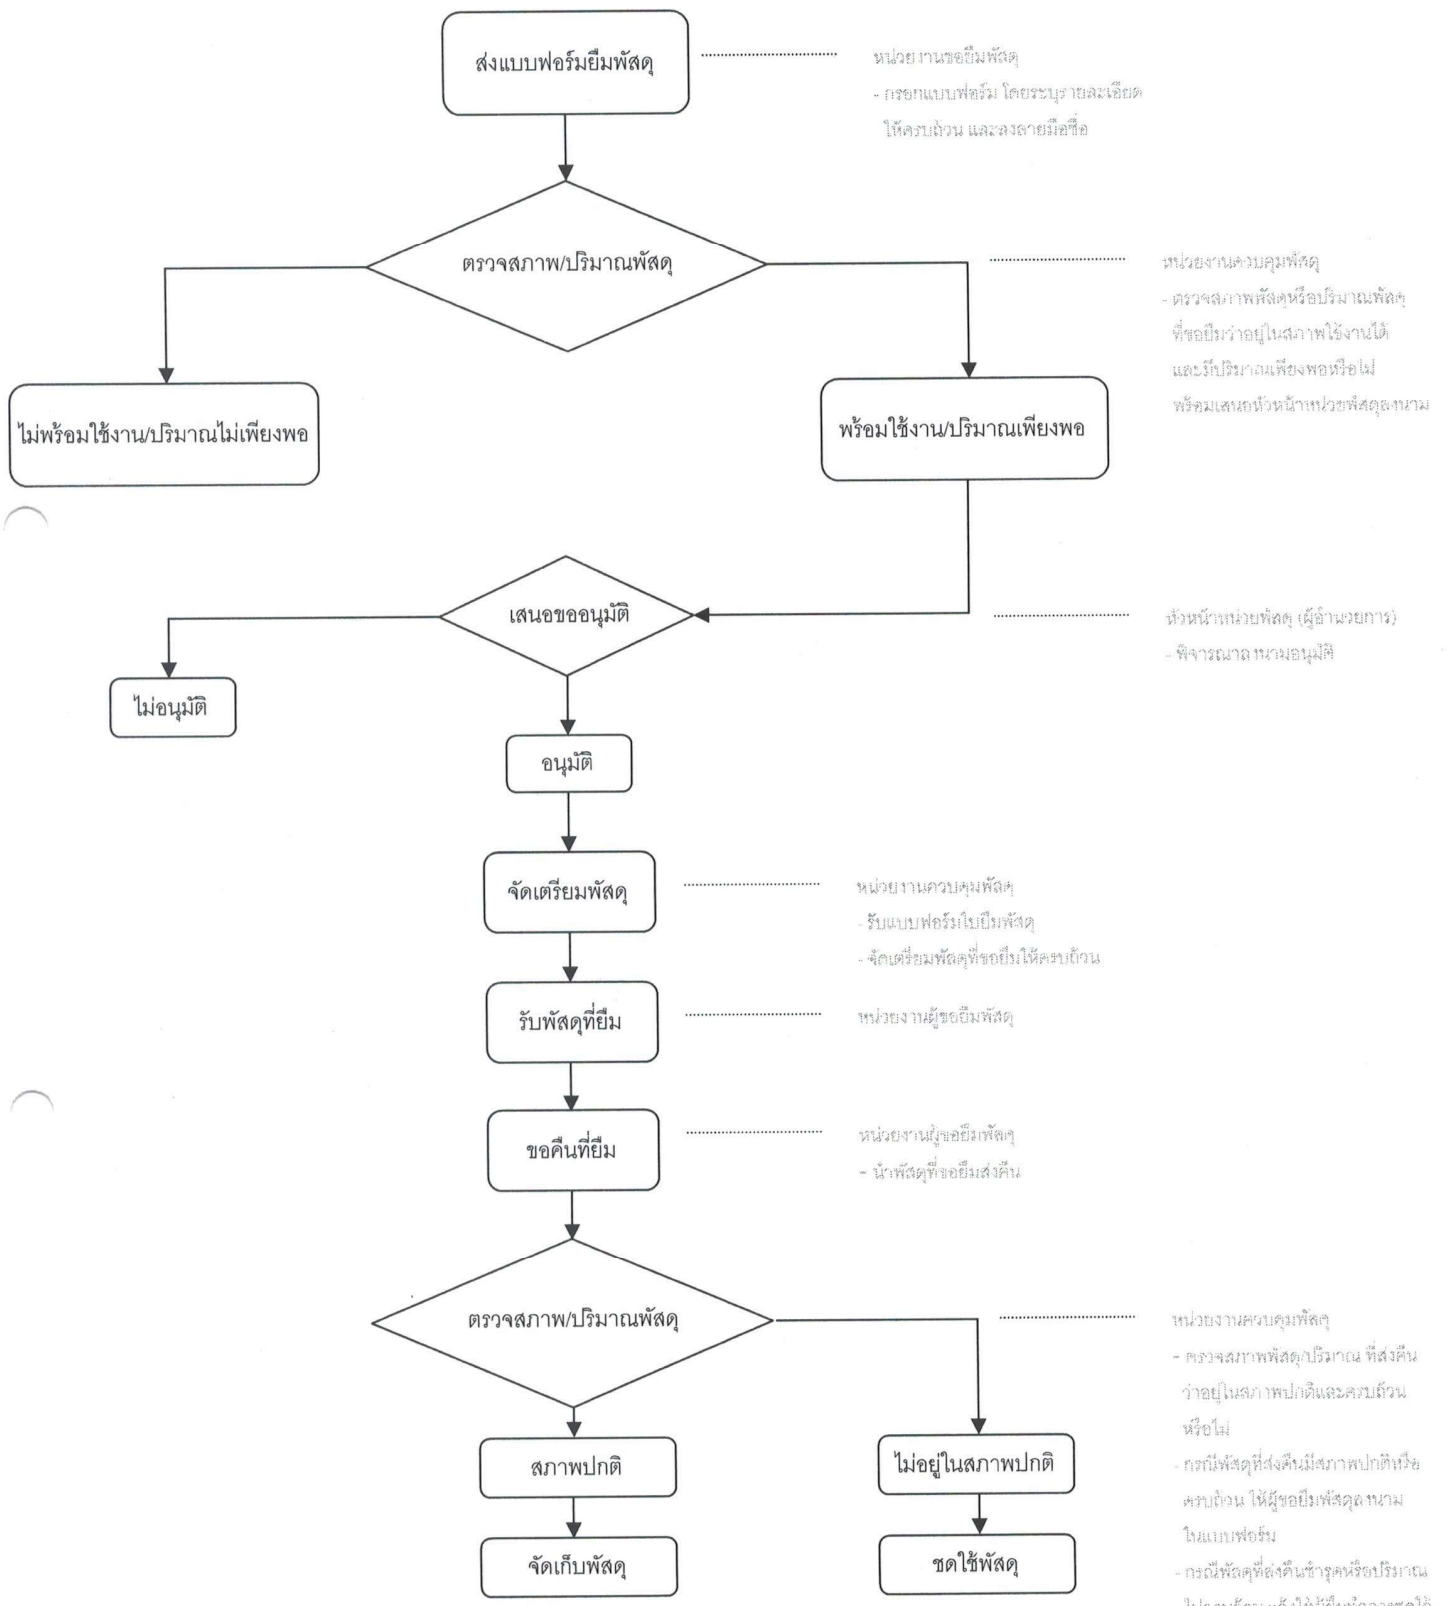 ส่งแบบฟอร์มยืมพัสดุ
หน่วยงานขอยืมพัสดุ
- กรอกแบบฟอร์ม โดยระบุรายละเอียด
ให้ครบถ้วน และลงลายมือชื่อ
ตรวจสภาพ/ปริมาณพัสดุ
หน่วยงานควบคุมพัสดุ
- ตรวจสภาพพัสดุหรือปริมาณพัสดุ
ที่ขอยืมว่าอยู่ในสภาพใช้งานได้
และมีปริมาณเพียงพอหรือไม่
พร้อมเสนอหัวหน้าหน่วยพัสดุลงนาม
ไม่พร้อมใช้งาน/ปริมาณไม่เพียงพอ
พร้อมใช้งาน/ปริมาณเพียงพอ
เสนอขออนุมัติ
หัวหน้าหน่วยพัสดุ (ผู้อำนวยการ)
- พิจารณาลงนามอนุมัติ
ไม่อนุมัติ
อนุมัติ
จัดเตรียมพัสดุ
หน่วยงานควบคุมพัสดุ
- รับแบบฟอร์มใบยืมพัสดุ
- จัดเตรียมพัสดุที่ขอยืมให้ครบถ้วน
รับพัสดุที่ยืม
หน่วยงานผู้ขอยืมพัสดุ
ขอคืนที่ยืม
หน่วยงานผู้ขอยืมพัสดุ
- นำพัสดุที่ขอยืมส่งคืน
ตรวจสภาพ/ปริมาณพัสดุ
หน่วยงานควบคุมพัสดุ
- ตรวจสภาพพัสดุ/ปริมาณ ที่ส่งคืน
ว่าอยู่ในสภาพปกติและครบถ้วน
หรือไม่
- กรณีพัสดุที่ส่งคืนมีสภาพปกติหรือ
ครบถ้วน ให้ผู้ขอยืมพัสดุลงนาม
ในแบบฟอร์ม
- กรณีพัสดุที่ส่งคืนชำรุดหรือปริมาณ
สภาพปกติ
ไม่อยู่ในสภาพปกติ
จัดเก็บพัสดุ
ชดใช้พัสดุ